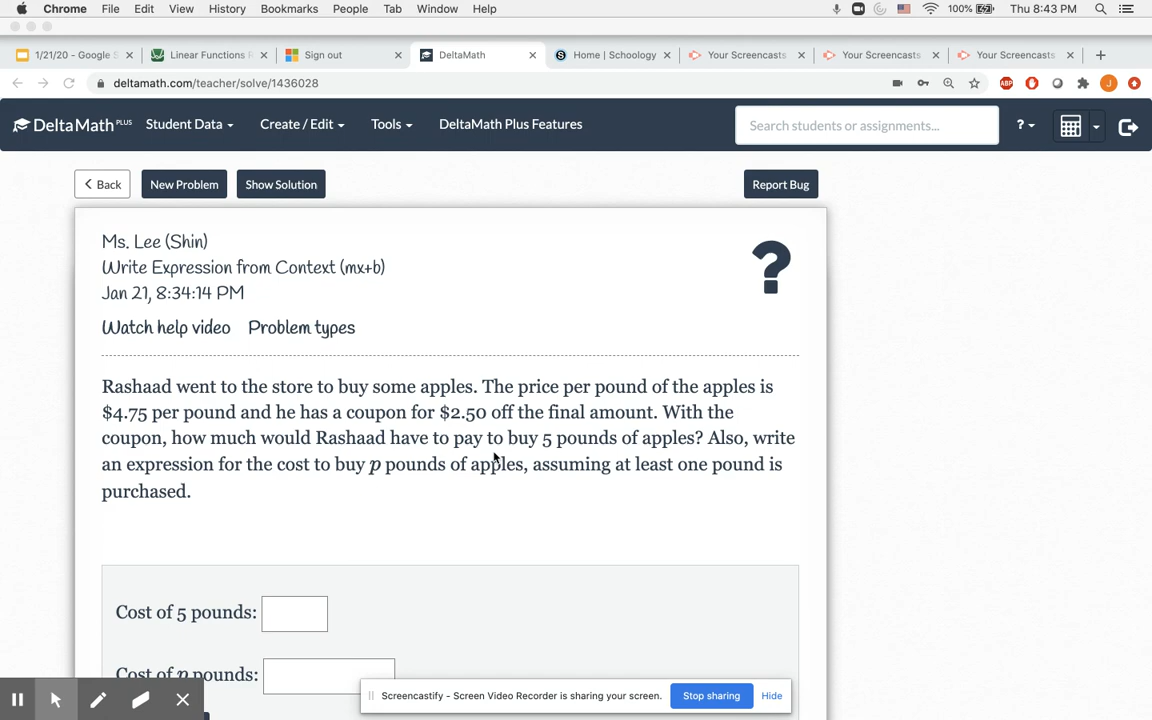 Chrome File Edit View History Bookmarks People Tab Window Help 100% Thu 8:43 PM
1/21/20 - Google S Linear Functions R Sign out DeltaMath Home | Schoology Your Screencasts Your Screencasts Your Screencasts
deltamath.com/teacher/solve/1436028 ABP J
DeltaMath PLUS Student Data Create / Edit Tools DeltaMath Plus Features Search students or assignments... ?
Back New Problem Show Solution Report Bug
Ms. Lee (Shin)
Write Expression from Context (mx+b)
Jan 21, 8:34:14 PM
?
Watch help video Problem types
Rashaad went to the store to buy some apples. The price per pound of the apples is
$4.75 per pound and he has a coupon for $2.50 off the final amount. With the
coupon, how much would Rashaad have to pay to buy 5 pounds of apples? Also, write
an expression for the cost to buy p pounds of apples, assuming at least one pound is
purchased.
Cost of 5 pounds:
Cost of p pounds:
Screencastify - Screen Video Recorder is sharing your screen. Stop sharing Hide